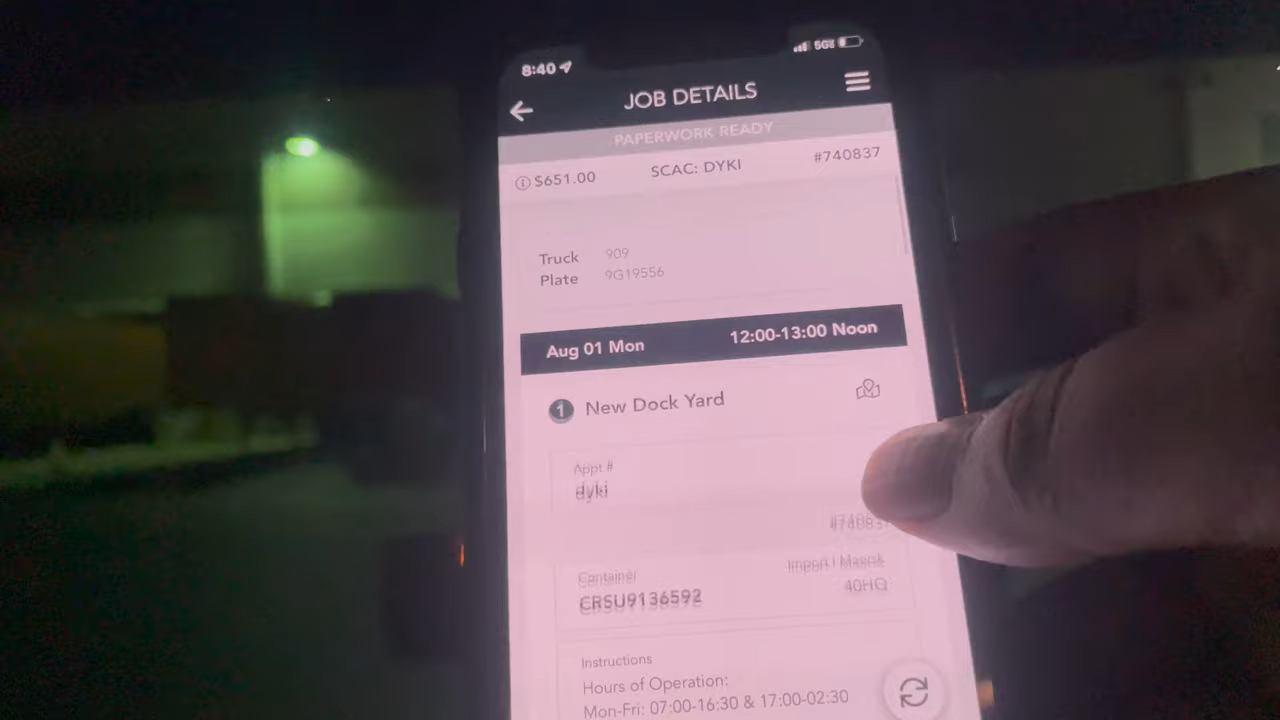 8:40
5GE
JOB DETAILS
PAPERWORK READY
$651.00 SCAC: DYKI #740837
Truck 909
Plate 9G19556
Aug 01 Mon 12:00-13:00 Noon
1 New Dock Yard
Appt #
dyki
#740837
Container Import | Maersk
CRSU9136592 40HQ
Instructions
Hours of Operation:
Mon-Fri: 07:00-16:30 & 17:00-02:30